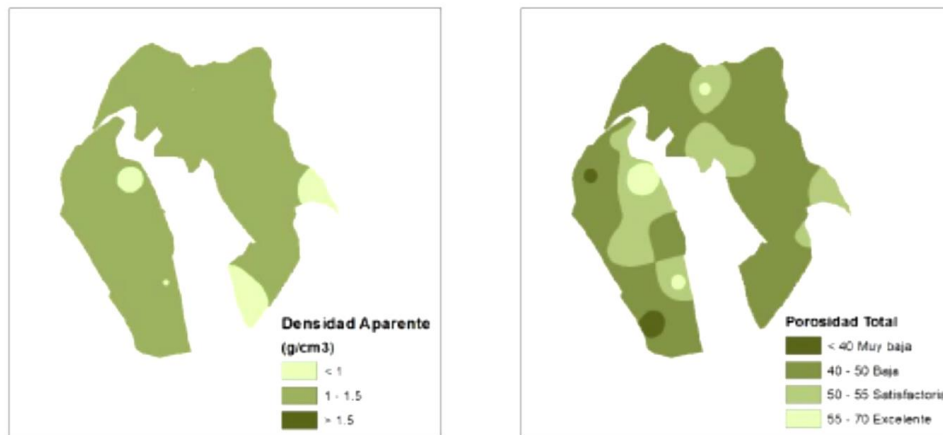 Densidad Aparente
(g/cm3)
< 1
1 - 1.5
> 1.5
Porosidad Total
< 40 Muy baja
40 - 50 Baja
50 - 55 Satisfactoria
55 - 70 Excelente